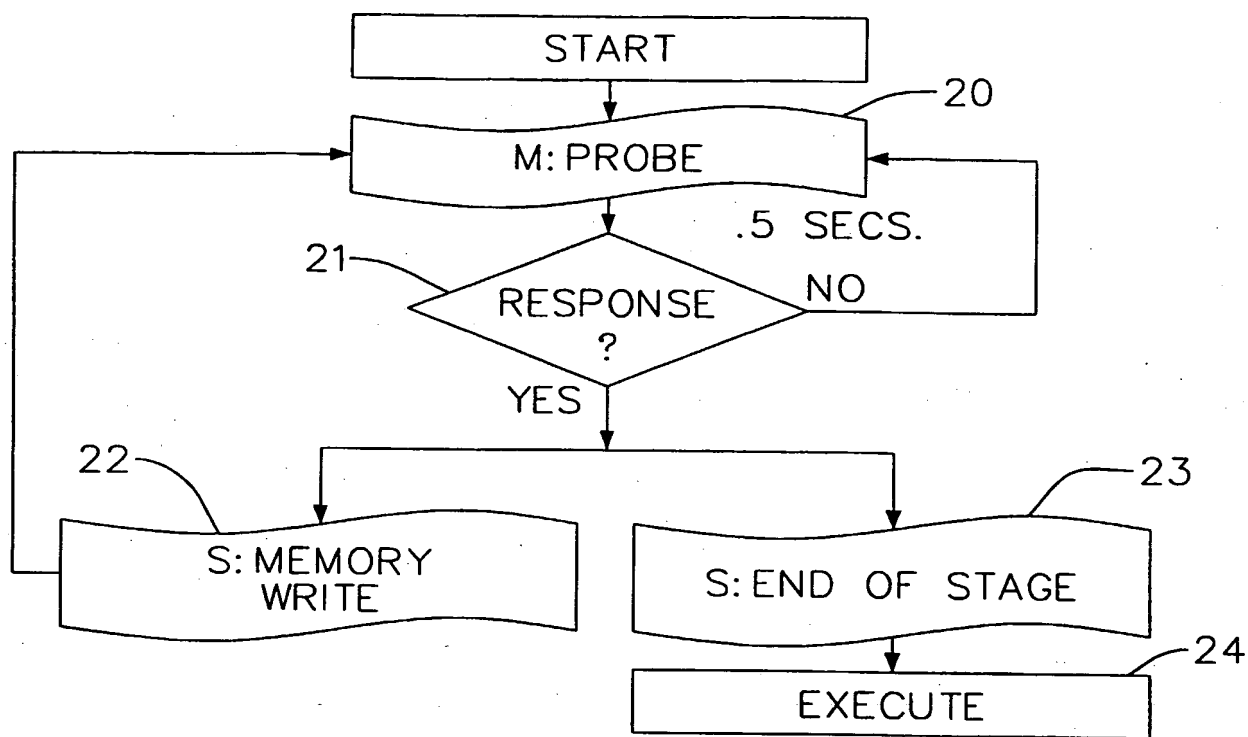 START
20
M: PROBE
.5 SECS.
21
RESPONSE
?
NO
YES
22
23
S: MEMORY
WRITE
S: END OF STAGE
24
EXECUTE